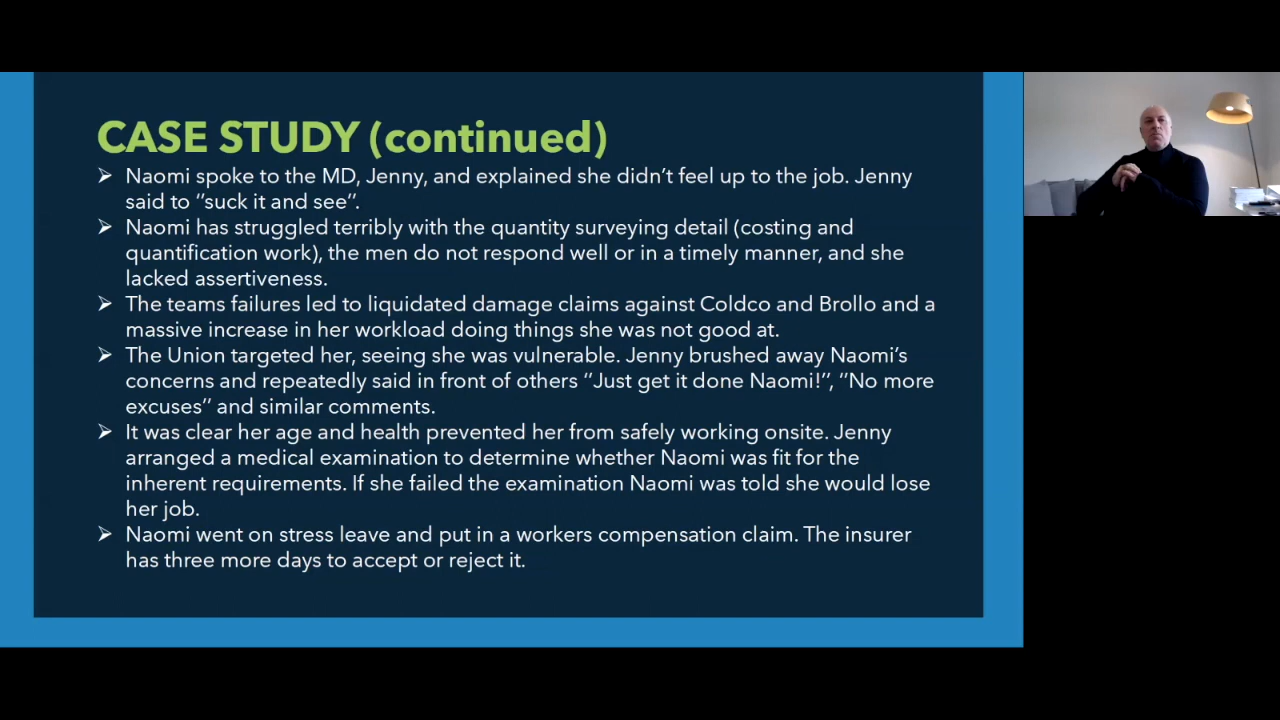 CASE STUDY (continued)
➢ Naomi spoke to the MD, Jenny, and explained she didn’t feel up to the job. Jenny
said to “suck it and see”.
➢ Naomi has struggled terribly with the quantity surveying detail (costing and
quantification work), the men do not respond well or in a timely manner, and she
lacked assertiveness.
➢ The teams failures led to liquidated damage claims against Coldco and Brollo and a
massive increase in her workload doing things she was not good at.
➢ The Union targeted her, seeing she was vulnerable. Jenny brushed away Naomi’s
concerns and repeatedly said in front of others “Just get it done Naomi!”, “No more
excuses” and similar comments.
➢ It was clear her age and health prevented her from safely working onsite. Jenny
arranged a medical examination to determine whether Naomi was fit for the
inherent requirements. If she failed the examination Naomi was told she would lose
her job.
➢ Naomi went on stress leave and put in a workers compensation claim. The insurer
has three more days to accept or reject it.